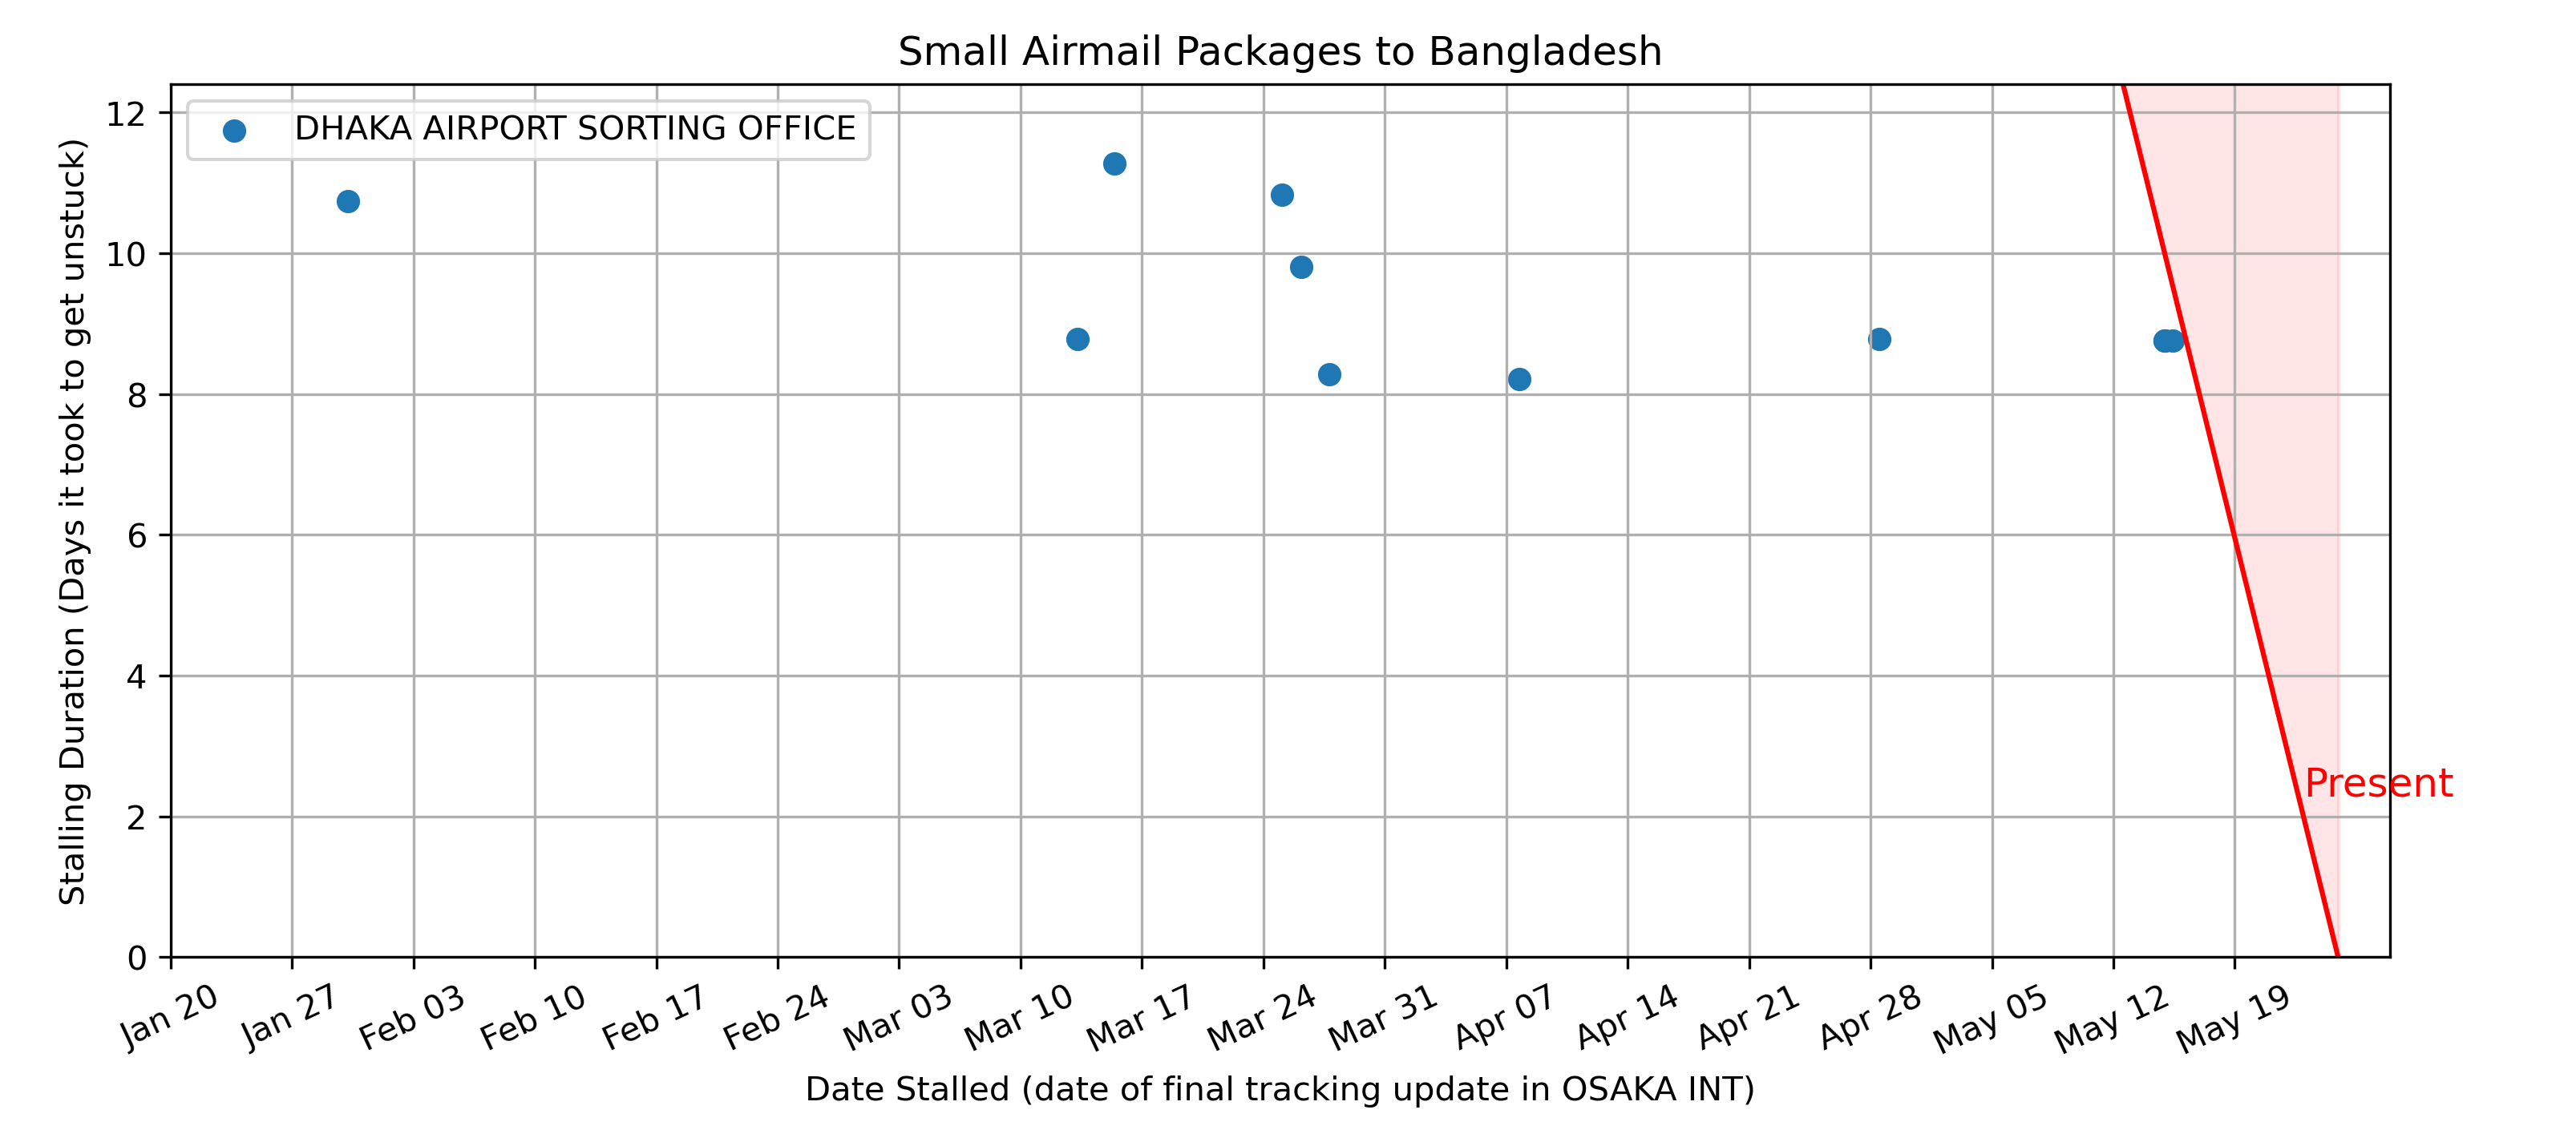 Small Airmail Packages to Bangladesh
DHAKA AIRPORT SORTING OFFICE
Stalling Duration (Days it took to get unstuck)
12
10
8
6
4
2
0
Present
Jan 20
Jan 27
Feb 03
Feb 10
Feb 17
Feb 24
Mar 03
Mar 10
Mar 17
Mar 24
Mar 31
Apr 07
Apr 14
Apr 21
Apr 28
May 05
May 12
May 19
Date Stalled (date of final tracking update in OSAKA INT)